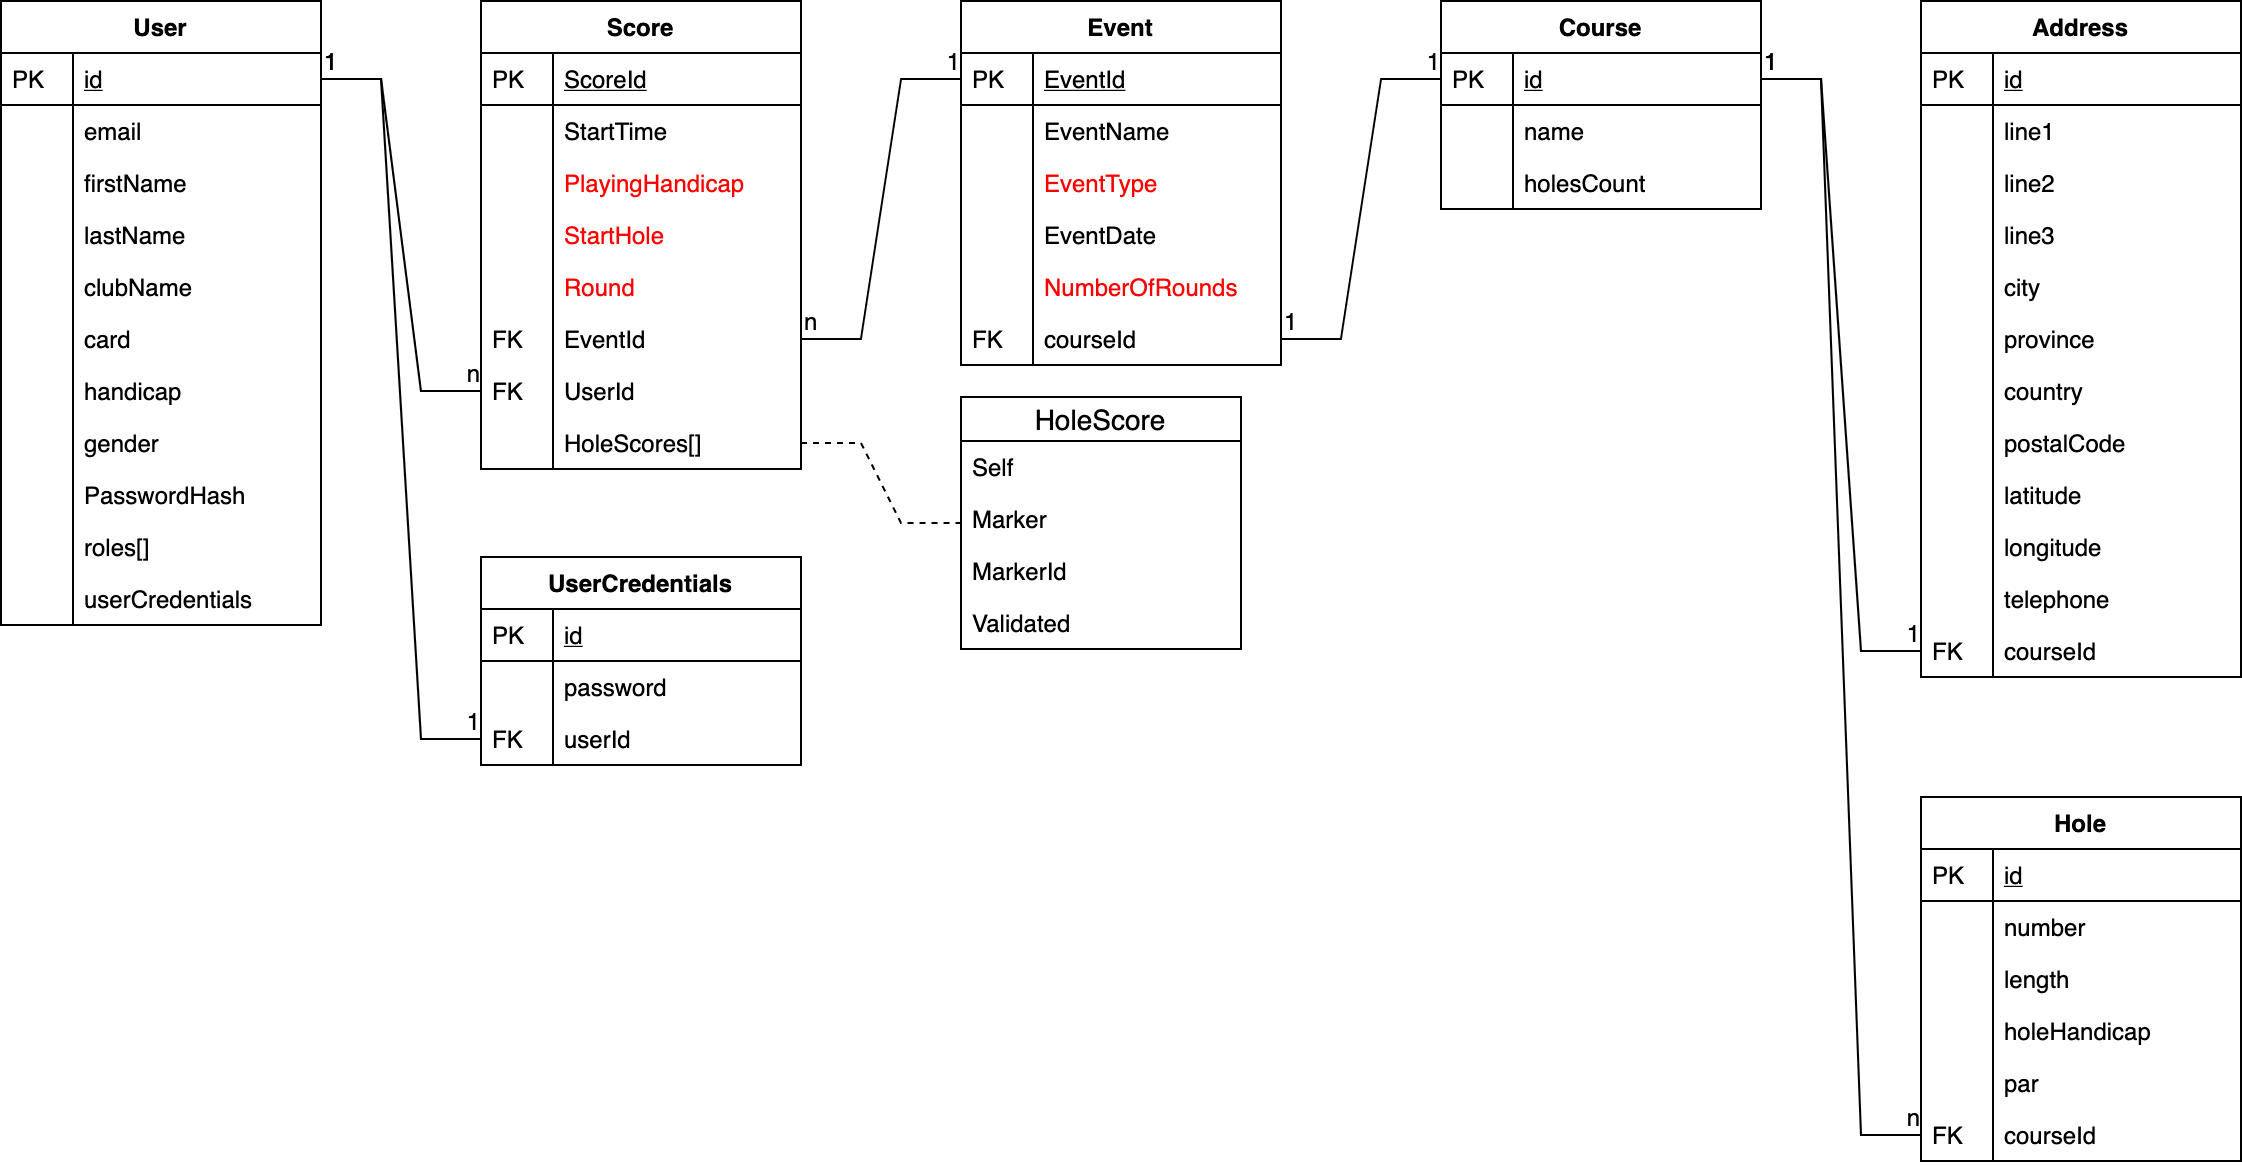 User
PK id
email
firstName
lastName
clubName
card
handicap
gender
PasswordHash
roles[]
userCredentials
1
n
1
Score
PK ScoreId
StartTime
PlayingHandicap
StartHole
Round
FK EventId
FK UserId
HoleScores[]
n
1
UserCredentials
PK id
password
FK userId
Event
PK EventId
EventName
EventType
EventDate
NumberOfRounds
FK courseId
1
1
HoleScore
Self
Marker
MarkerId
Validated
Course
PK id
name
holesCount
1
1
n
Address
PK id
line1
line2
line3
city
province
country
postalCode
latitude
longitude
telephone
FK courseId
Hole
PK id
number
length
holeHandicap
par
FK courseId